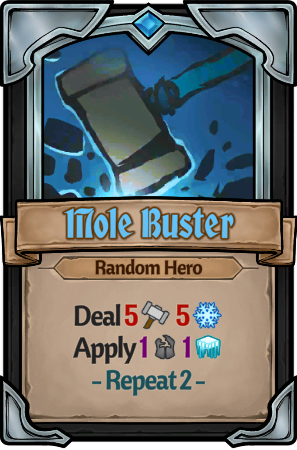 Mole Buster
Random Hero
Deal 5 5
Apply 1 1
- Repeat 2 -